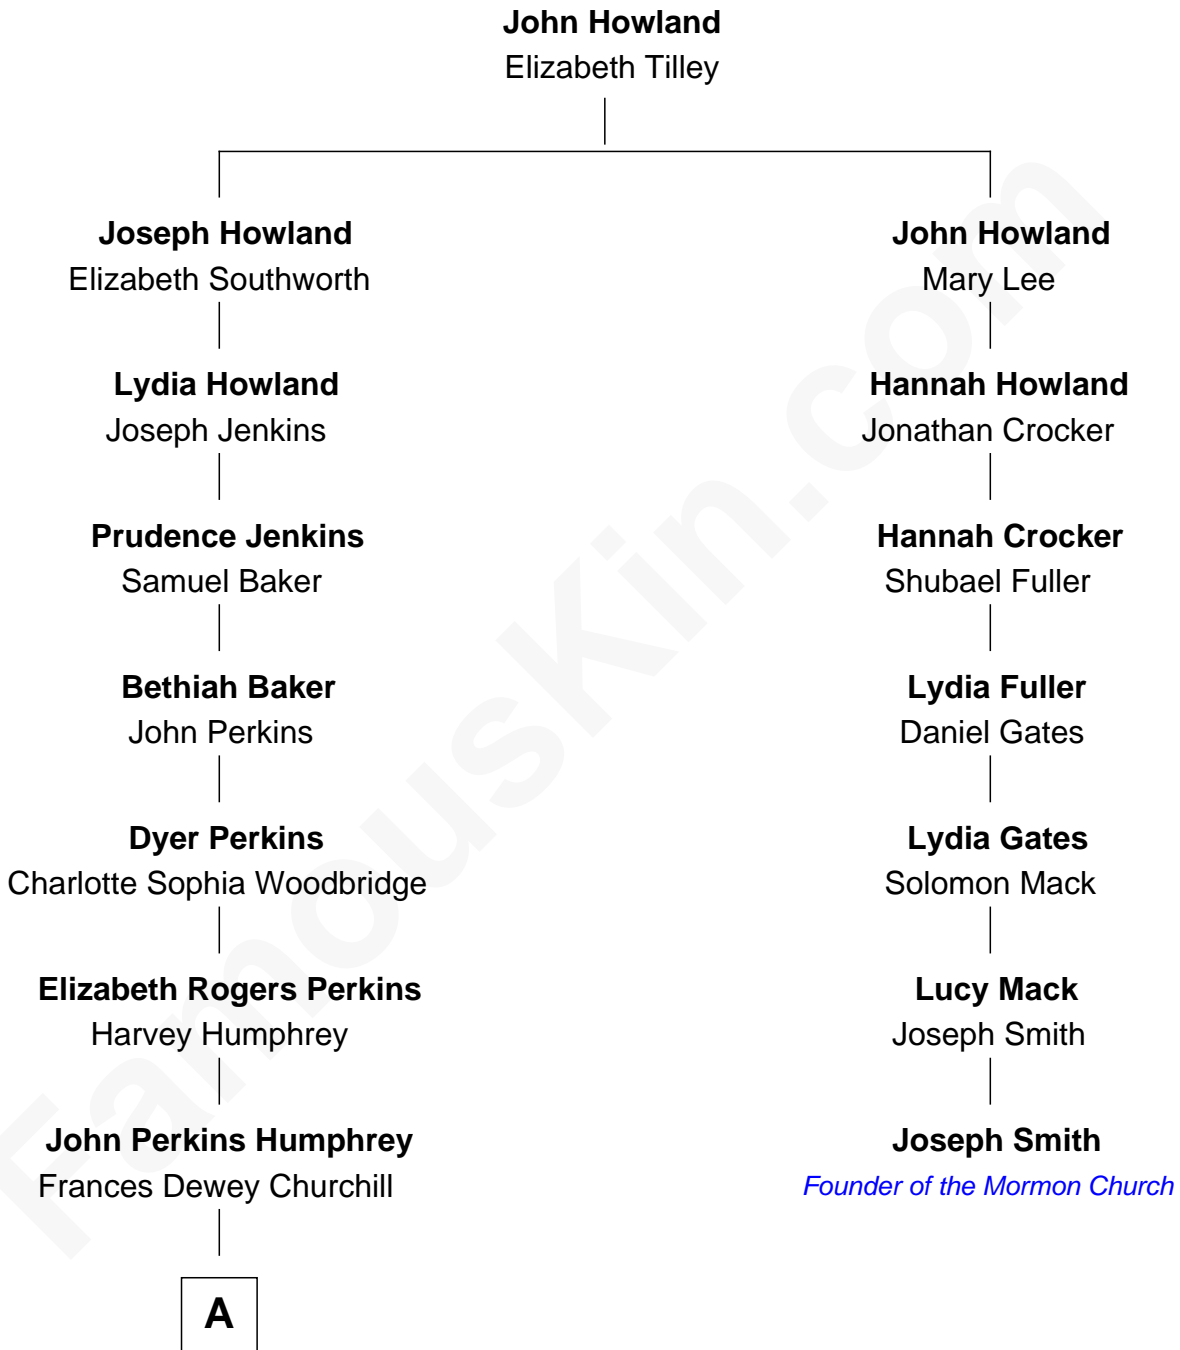 John Howland
Elizabeth Tilley
Joseph Howland
Elizabeth Southworth
Lydia Howland
Joseph Jenkins
Prudence Jenkins
Samuel Baker
Bethiah Baker
John Perkins
Dyer Perkins
Charlotte Sophia Woodbridge
Elizabeth Rogers Perkins
Harvey Humphrey
John Perkins Humphrey
Frances Dewey Churchill
A
John Howland
Mary Lee
Hannah Howland
Jonathan Crocker
Hannah Crocker
Shubael Fuller
Lydia Fuller
Daniel Gates
Lydia Gates
Solomon Mack
Lucy Mack
Joseph Smith
Joseph Smith
Founder of the Mormon Church
FamousKin.com